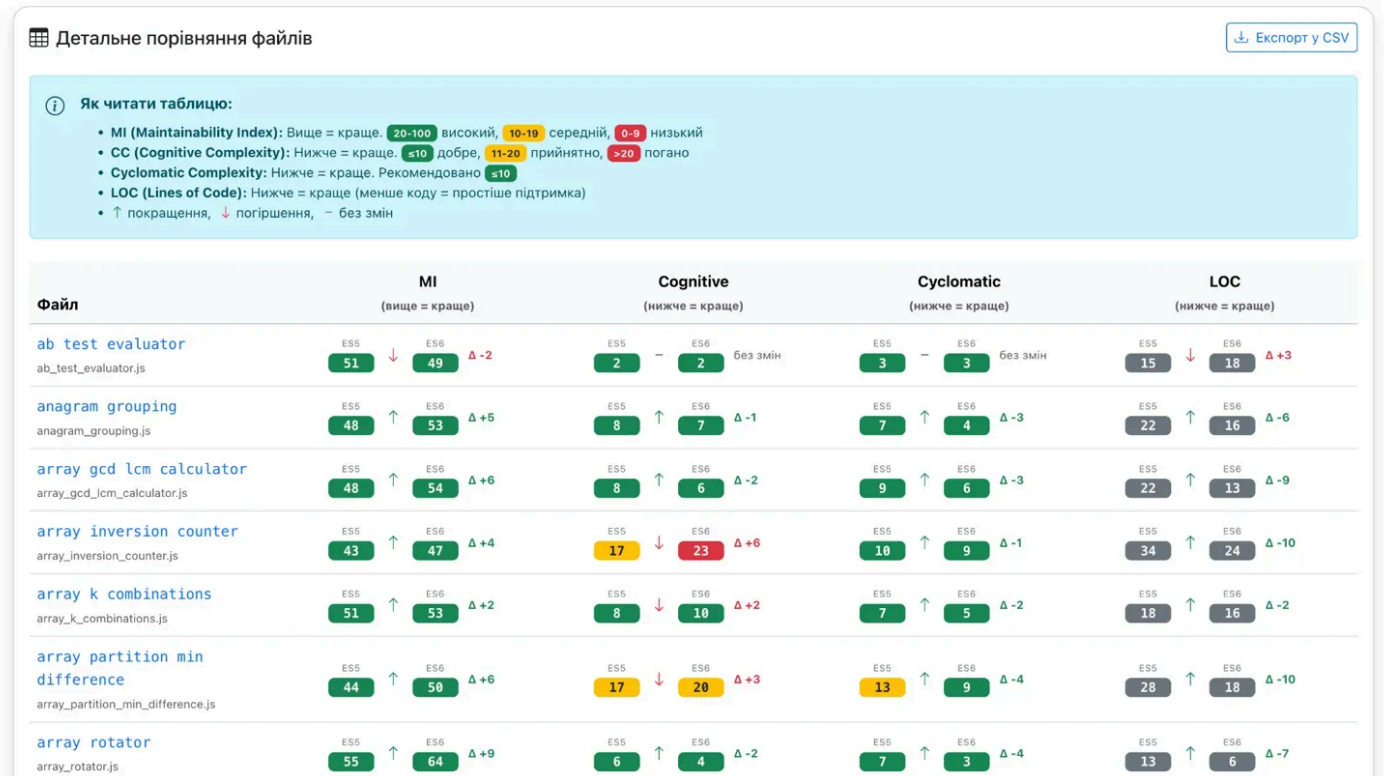 Детальне порівняння файлів
Експорт у CSV
Як читати таблицю:
• MI (Maintainability Index): Вище = краще. 20-100 високий, 10-19 середній, 0-9 низький
• CC (Cognitive Complexity): Нижче = краще. ≤10 добре, 11-20 прийнятно, >20 погано
• Cyclomatic Complexity: Нижче = краще. Рекомендовано ≤10
• LOC (Lines of Code): Нижче = краще (менше коду = простіше підтримка)
• ↑ покращення, ↓ погіршення, − без змін
MI Cognitive Cyclomatic LOC
Файл (вище = краще) (нижче = краще) (нижче = краще) (нижче = краще)
ab test evaluator ES5 ES6 ES5 ES6 ES5 ES6 ES5 ES6
51 ↓ 49 Δ -2 2 − 2 без змін 3 − 3 без змін 15 ↓ 18 Δ +3
ab_test_evaluator.js
anagram grouping ES5 ES6 ES5 ES6 ES5 ES6 ES5 ES6
48 ↑ 53 Δ +5 8 ↑ 7 Δ -1 7 ↑ 4 Δ -3 22 ↑ 16 Δ -6
anagram_grouping.js
array gcd lcm calculator ES5 ES6 ES5 ES6 ES5 ES6 ES5 ES6
48 ↑ 54 Δ +6 8 ↑ 6 Δ -2 9 ↑ 6 Δ -3 22 ↑ 13 Δ -9
array_gcd_lcm_calculator.js
array inversion counter ES5 ES6 ES5 ES6 ES5 ES6 ES5 ES6
43 ↑ 47 Δ +4 17 ↓ 23 Δ +6 10 ↑ 9 Δ -1 34 ↑ 24 Δ -10
array_inversion_counter.js
array k combinations ES5 ES6 ES5 ES6 ES5 ES6 ES5 ES6
51 ↑ 53 Δ +2 8 ↓ 10 Δ +2 7 ↑ 5 Δ -2 18 ↑ 16 Δ -2
array_k_combinations.js
array partition min
difference ES5 ES6 ES5 ES6 ES5 ES6 ES5 ES6
44 ↑ 50 Δ +6 17 ↓ 20 Δ +3 13 ↑ 9 Δ -4 28 ↑ 18 Δ -10
array_partition_min_difference.js
array rotator ES5 ES6 ES5 ES6 ES5 ES6 ES5 ES6
55 ↑ 64 Δ +9 6 ↑ 4 Δ -2 7 ↑ 3 Δ -4 13 ↑ 6 Δ -7
array_rotator.js